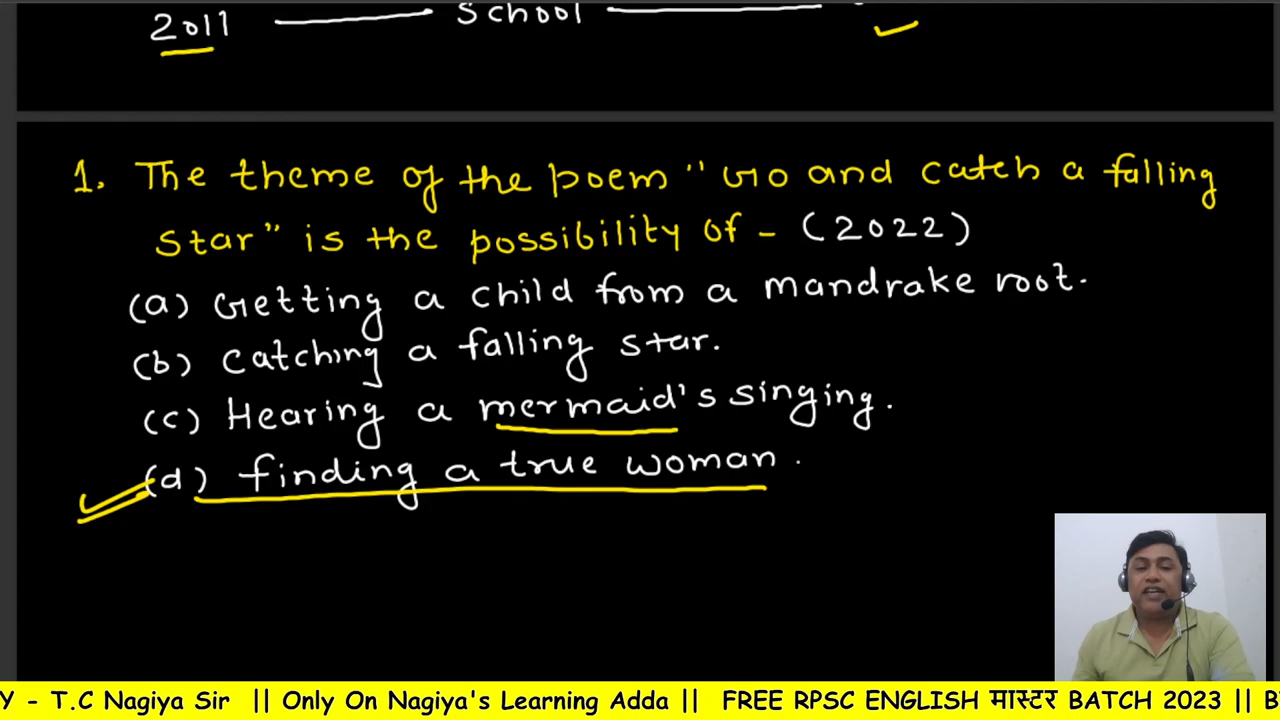 2011 ——— School ———
1. The theme of the poem "Go and catch a falling
star" is the possibility of - (2022)
(a) Getting a child from a mandrake root.
(b) catching a falling star.
(c) Hearing a mermaid's singing.
(d) finding a true woman.
Y - T.C Nagiya Sir || Only On Nagiya's Learning Adda || FREE RPSC ENGLISH मास्टर BATCH 2023 || B